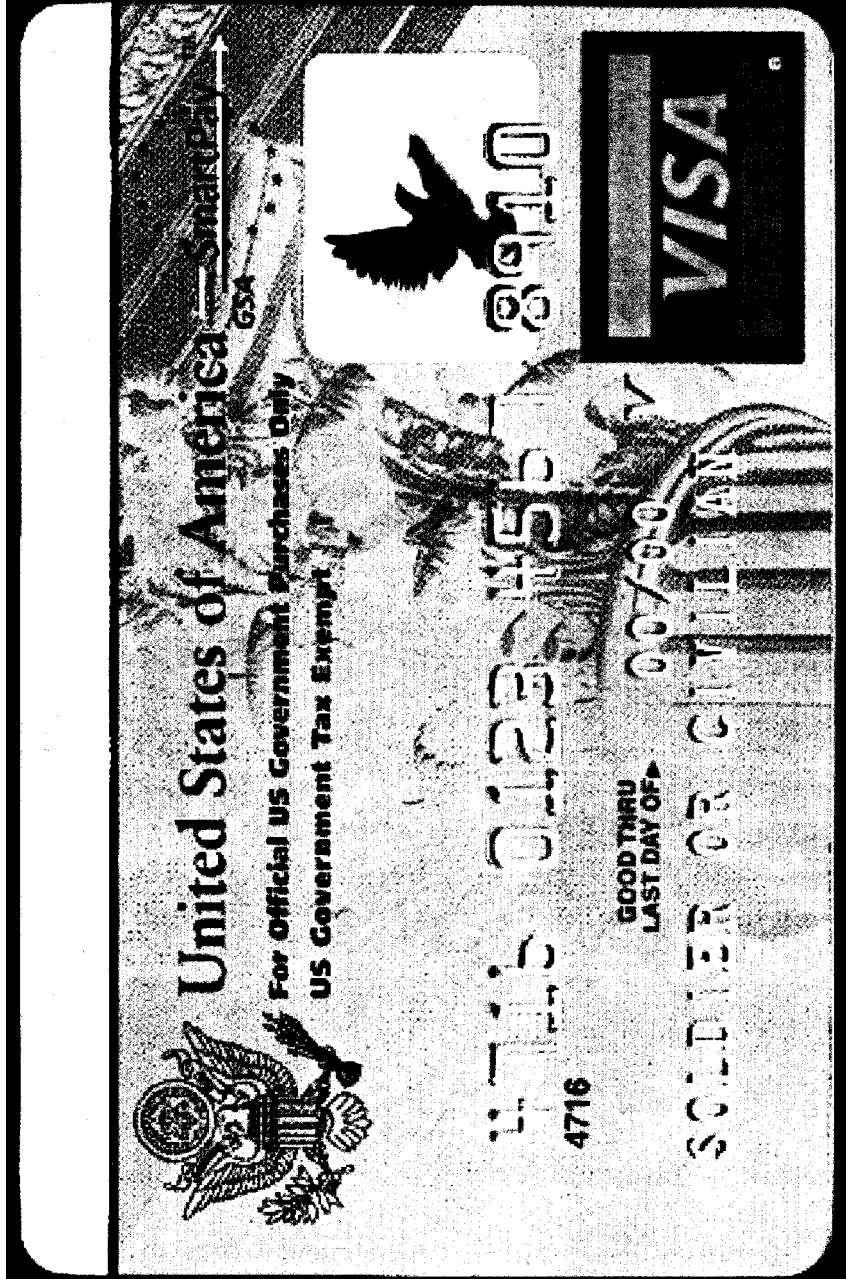 United States of America SmartPay
GSA
For Official US Government Purchases Only
US Government Tax Exempt
4716 0123 4567 8910
4716
GOOD THRU
LAST DAY OF▶ 00/00 V
SOLDIER OR CIVILIAN
VISA